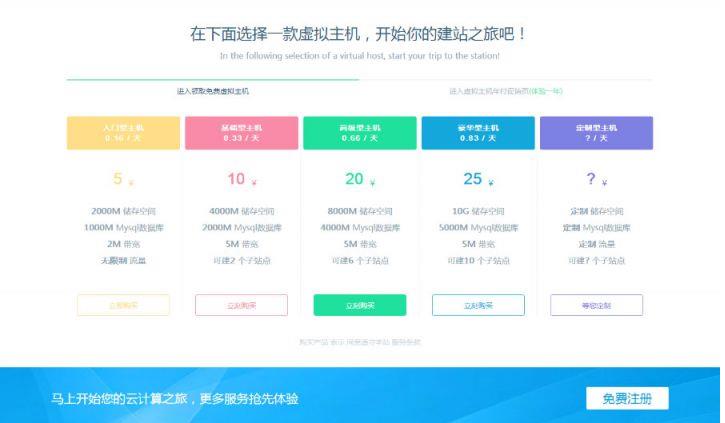 在下面选择一款虚拟主机，开始你的建站之旅吧！
In the following selection of a virtual host, start your trip to the station!
进入领取免费虚拟主机
进入虚拟主机年付促销页(体验一年)
入门型主机
0.16 / 天
基础型主机
0.33 / 天
高级型主机
0.66 / 天
豪华型主机
0.83 / 天
定制型主机
? / 天
5 ¥
10 ¥
20 ¥
25 ¥
? ¥
2000M 储存空间
1000M Mysql数据库
2M 带宽
无限制 流量
4000M 储存空间
2000M Mysql数据库
5M 带宽
可建2 个子站点
8000M 储存空间
4000M Mysql数据库
5M 带宽
可建6 个子站点
10G 储存空间
5000M Mysql数据库
5M 带宽
可建10 个子站点
定制 储存空间
定制 Mysql数据库
定制 流量
可建? 个子站点
立刻购买
立刻购买
立刻购买
立刻购买
等您定制
购买产品 表示 同意遵守本站 服务条款
马上开始您的云计算之旅，更多服务抢先体验
免费注册